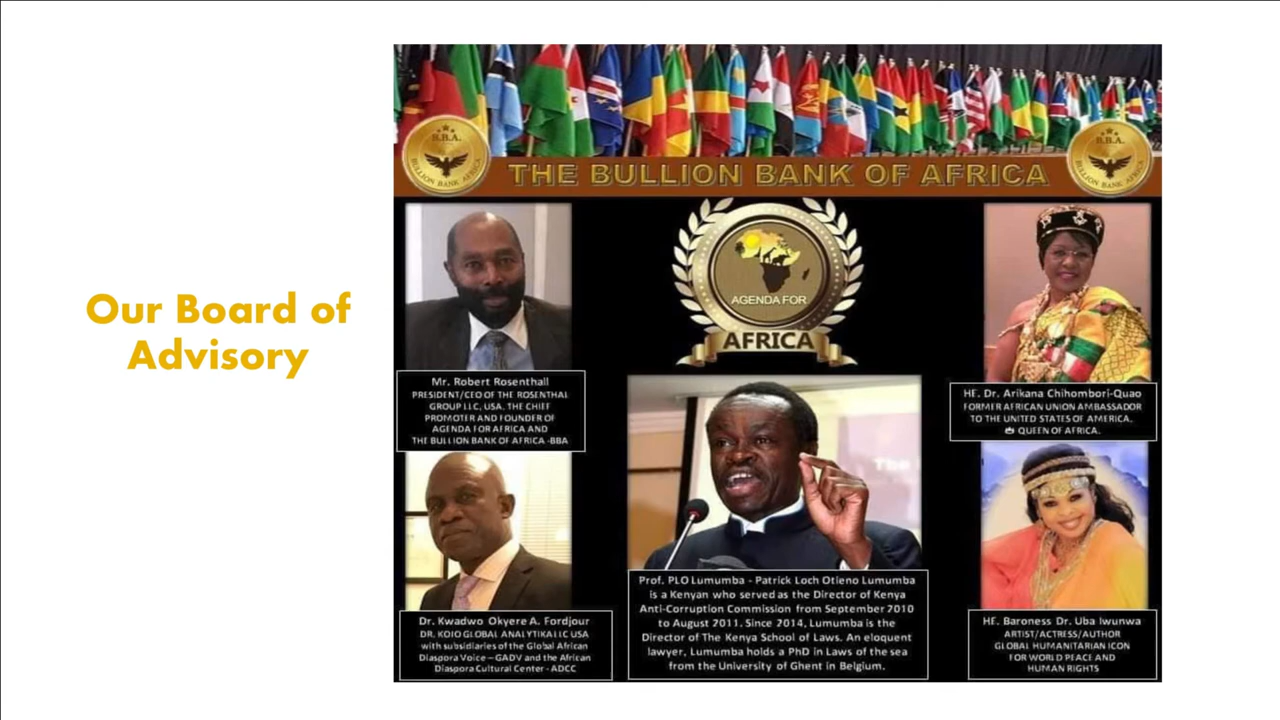 Our Board of
Advisory
B.B.A.
BULLION BANK AFRICA
THE BULLION BANK OF AFRICA
B.B.A.
BULLION BANK AFRICA
AGENDA FOR
AFRICA
Mr. Robert Rosenthall
PRESIDENT/CEO OF THE ROSENTHAL
GROUP LLC, USA. THE CHIEF
PROMOTER AND FOUNDER OF
AGENDA FOR AFRICA AND
THE BULLION BANK OF AFRICA -BBA
HE. Dr. Arikana Chihombori-Quao
FORMER AFRICAN UNION AMBASSADOR
TO THE UNITED STATES OF AMERICA.
QUEEN OF AFRICA.
Dr. Kwadwo Okyere A. Fordjour
DR. KOJO GLOBAL ANALYTIKA LLC USA
with subsidiaries of the Global African
Diaspora Voice – GADV and the African
Diaspora Cultural Center - ADCC
Prof. PLO Lumumba - Patrick Loch Otieno Lumumba
is a Kenyan who served as the Director of Kenya
Anti-Corruption Commission from September 2010
to August 2011. Since 2014, Lumumba is the
Director of The Kenya School of Laws. An eloquent
lawyer, Lumumba holds a PhD in Laws of the sea
from the University of Ghent in Belgium.
HE. Baroness Dr. Uba Iwunwa
ARTIST/ACTRESS/AUTHOR
GLOBAL HUMANITARIAN ICON
FOR WORLD PEACE AND
HUMAN RIGHTS